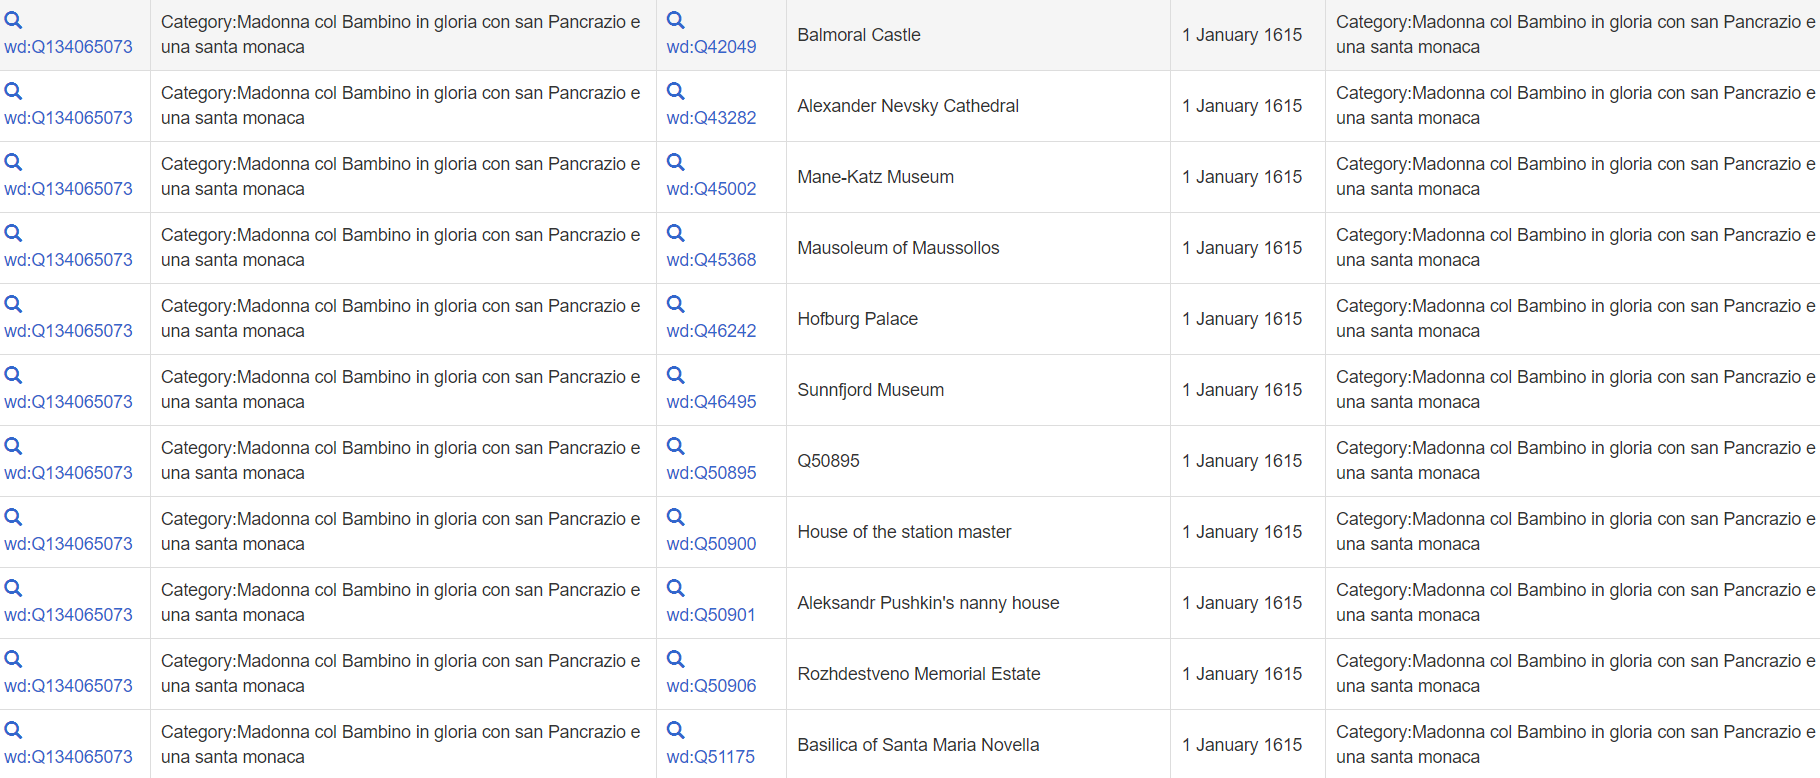 Category:Madonna col Bambino in gloria con san Pancrazio e
una santa monaca
wd:Q134065073
wd:Q42049
Balmoral Castle
1 January 1615
Category:Madonna col Bambino in gloria con san Pancrazio e
una santa monaca
Category:Madonna col Bambino in gloria con san Pancrazio e
una santa monaca
wd:Q134065073
wd:Q43282
Alexander Nevsky Cathedral
1 January 1615
Category:Madonna col Bambino in gloria con san Pancrazio e
una santa monaca
Category:Madonna col Bambino in gloria con san Pancrazio e
una santa monaca
wd:Q134065073
wd:Q45002
Mane-Katz Museum
1 January 1615
Category:Madonna col Bambino in gloria con san Pancrazio e
una santa monaca
Category:Madonna col Bambino in gloria con san Pancrazio e
una santa monaca
wd:Q134065073
wd:Q45368
Mausoleum of Maussollos
1 January 1615
Category:Madonna col Bambino in gloria con san Pancrazio e
una santa monaca
Category:Madonna col Bambino in gloria con san Pancrazio e
una santa monaca
wd:Q134065073
wd:Q46242
Hofburg Palace
1 January 1615
Category:Madonna col Bambino in gloria con san Pancrazio e
una santa monaca
Category:Madonna col Bambino in gloria con san Pancrazio e
una santa monaca
wd:Q134065073
wd:Q46495
Sunnfjord Museum
1 January 1615
Category:Madonna col Bambino in gloria con san Pancrazio e
una santa monaca
Category:Madonna col Bambino in gloria con san Pancrazio e
una santa monaca
wd:Q134065073
wd:Q50895
Q50895
1 January 1615
Category:Madonna col Bambino in gloria con san Pancrazio e
una santa monaca
Category:Madonna col Bambino in gloria con san Pancrazio e
una santa monaca
wd:Q134065073
wd:Q50900
House of the station master
1 January 1615
Category:Madonna col Bambino in gloria con san Pancrazio e
una santa monaca
Category:Madonna col Bambino in gloria con san Pancrazio e
una santa monaca
wd:Q134065073
wd:Q50901
Aleksandr Pushkin's nanny house
1 January 1615
Category:Madonna col Bambino in gloria con san Pancrazio e
una santa monaca
Category:Madonna col Bambino in gloria con san Pancrazio e
una santa monaca
wd:Q134065073
wd:Q50906
Rozhdestveno Memorial Estate
1 January 1615
Category:Madonna col Bambino in gloria con san Pancrazio e
una santa monaca
Category:Madonna col Bambino in gloria con san Pancrazio e
una santa monaca
wd:Q134065073
wd:Q51175
Basilica of Santa Maria Novella
1 January 1615
Category:Madonna col Bambino in gloria con san Pancrazio e
una santa monaca